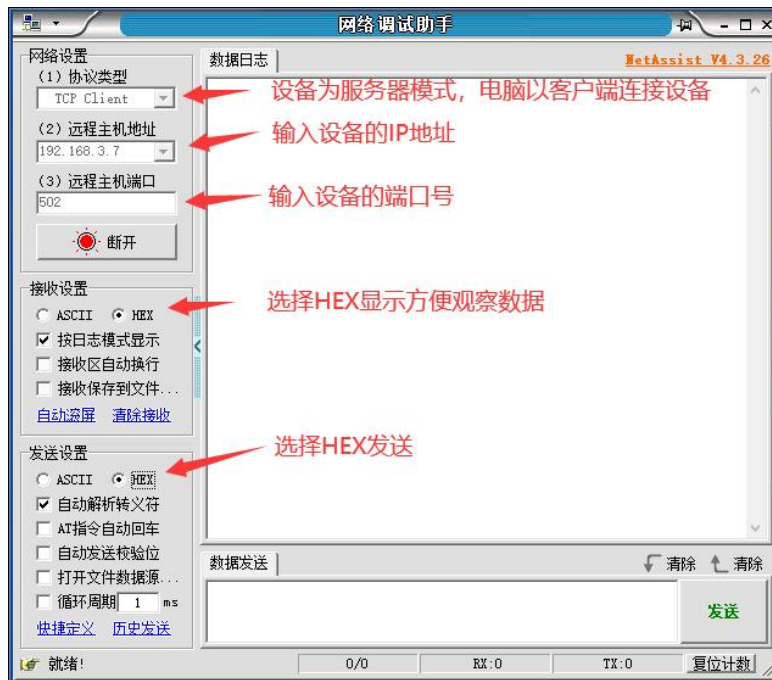 网络调试助手
网络设置
(1) 协议类型
TCP Client
(2) 远程主机地址
192.168.3.7
(3) 远程主机端口
502
断开
接收设置
ASCII HEX
按日志模式显示
接收区自动换行
接收保存到文件...
自动滚屏 清除接收
发送设置
ASCII HEX
自动解析转义符
AT指令自动回车
自动发送校验位
打开文件数据源...
循环周期 1 ms
快捷定义 历史发送
数据日志
NetAssist V4.3.26
设备为服务器模式，电脑以客户端连接设备
输入设备的IP地址
输入设备的端口号
选择HEX显示方便观察数据
选择HEX发送
数据发送
清除 清除
发送
就绪!
0/0
RX:0
TX:0
复位计数